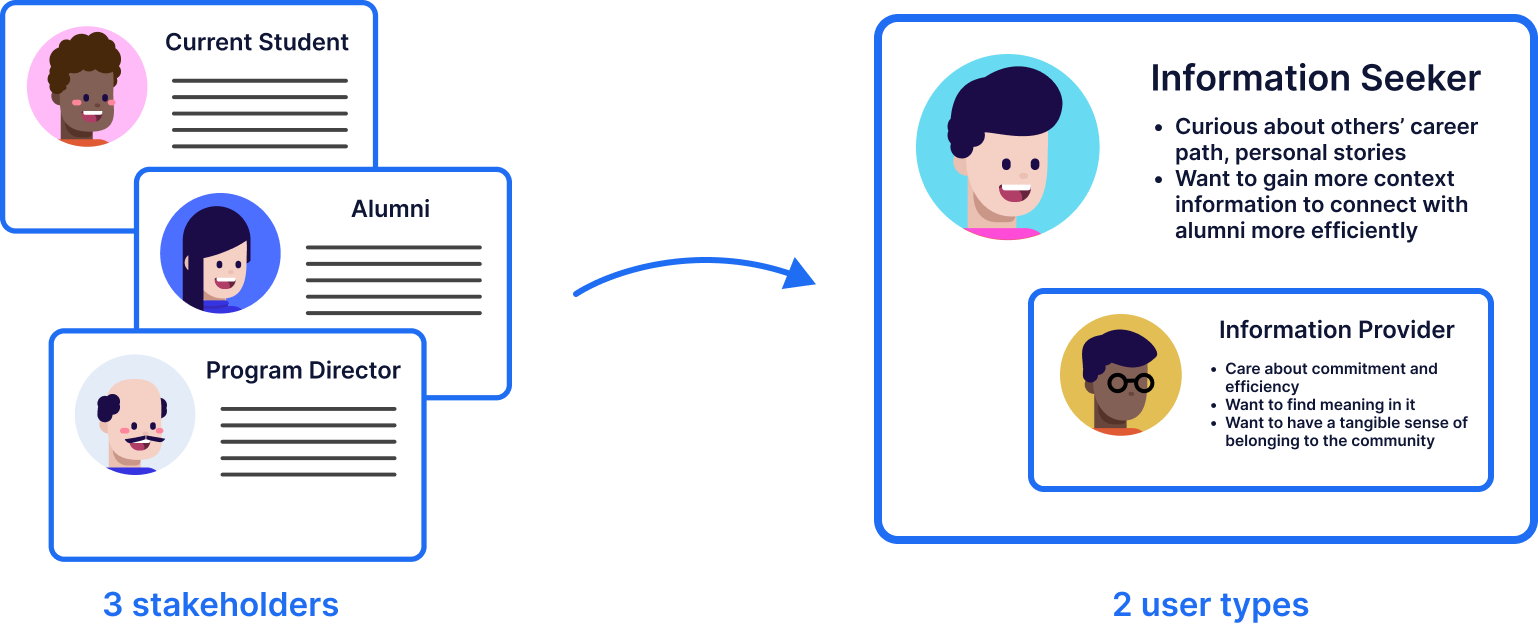 Current Student
Alumni
Program Director
3 stakeholders
Information Seeker
• Curious about others’ career
path, personal stories
• Want to gain more context
information to connect with
alumni more efficiently
Information Provider
• Care about commitment and
efficiency
• Want to find meaning in it
• Want to have a tangible sense of
belonging to the community
2 user types